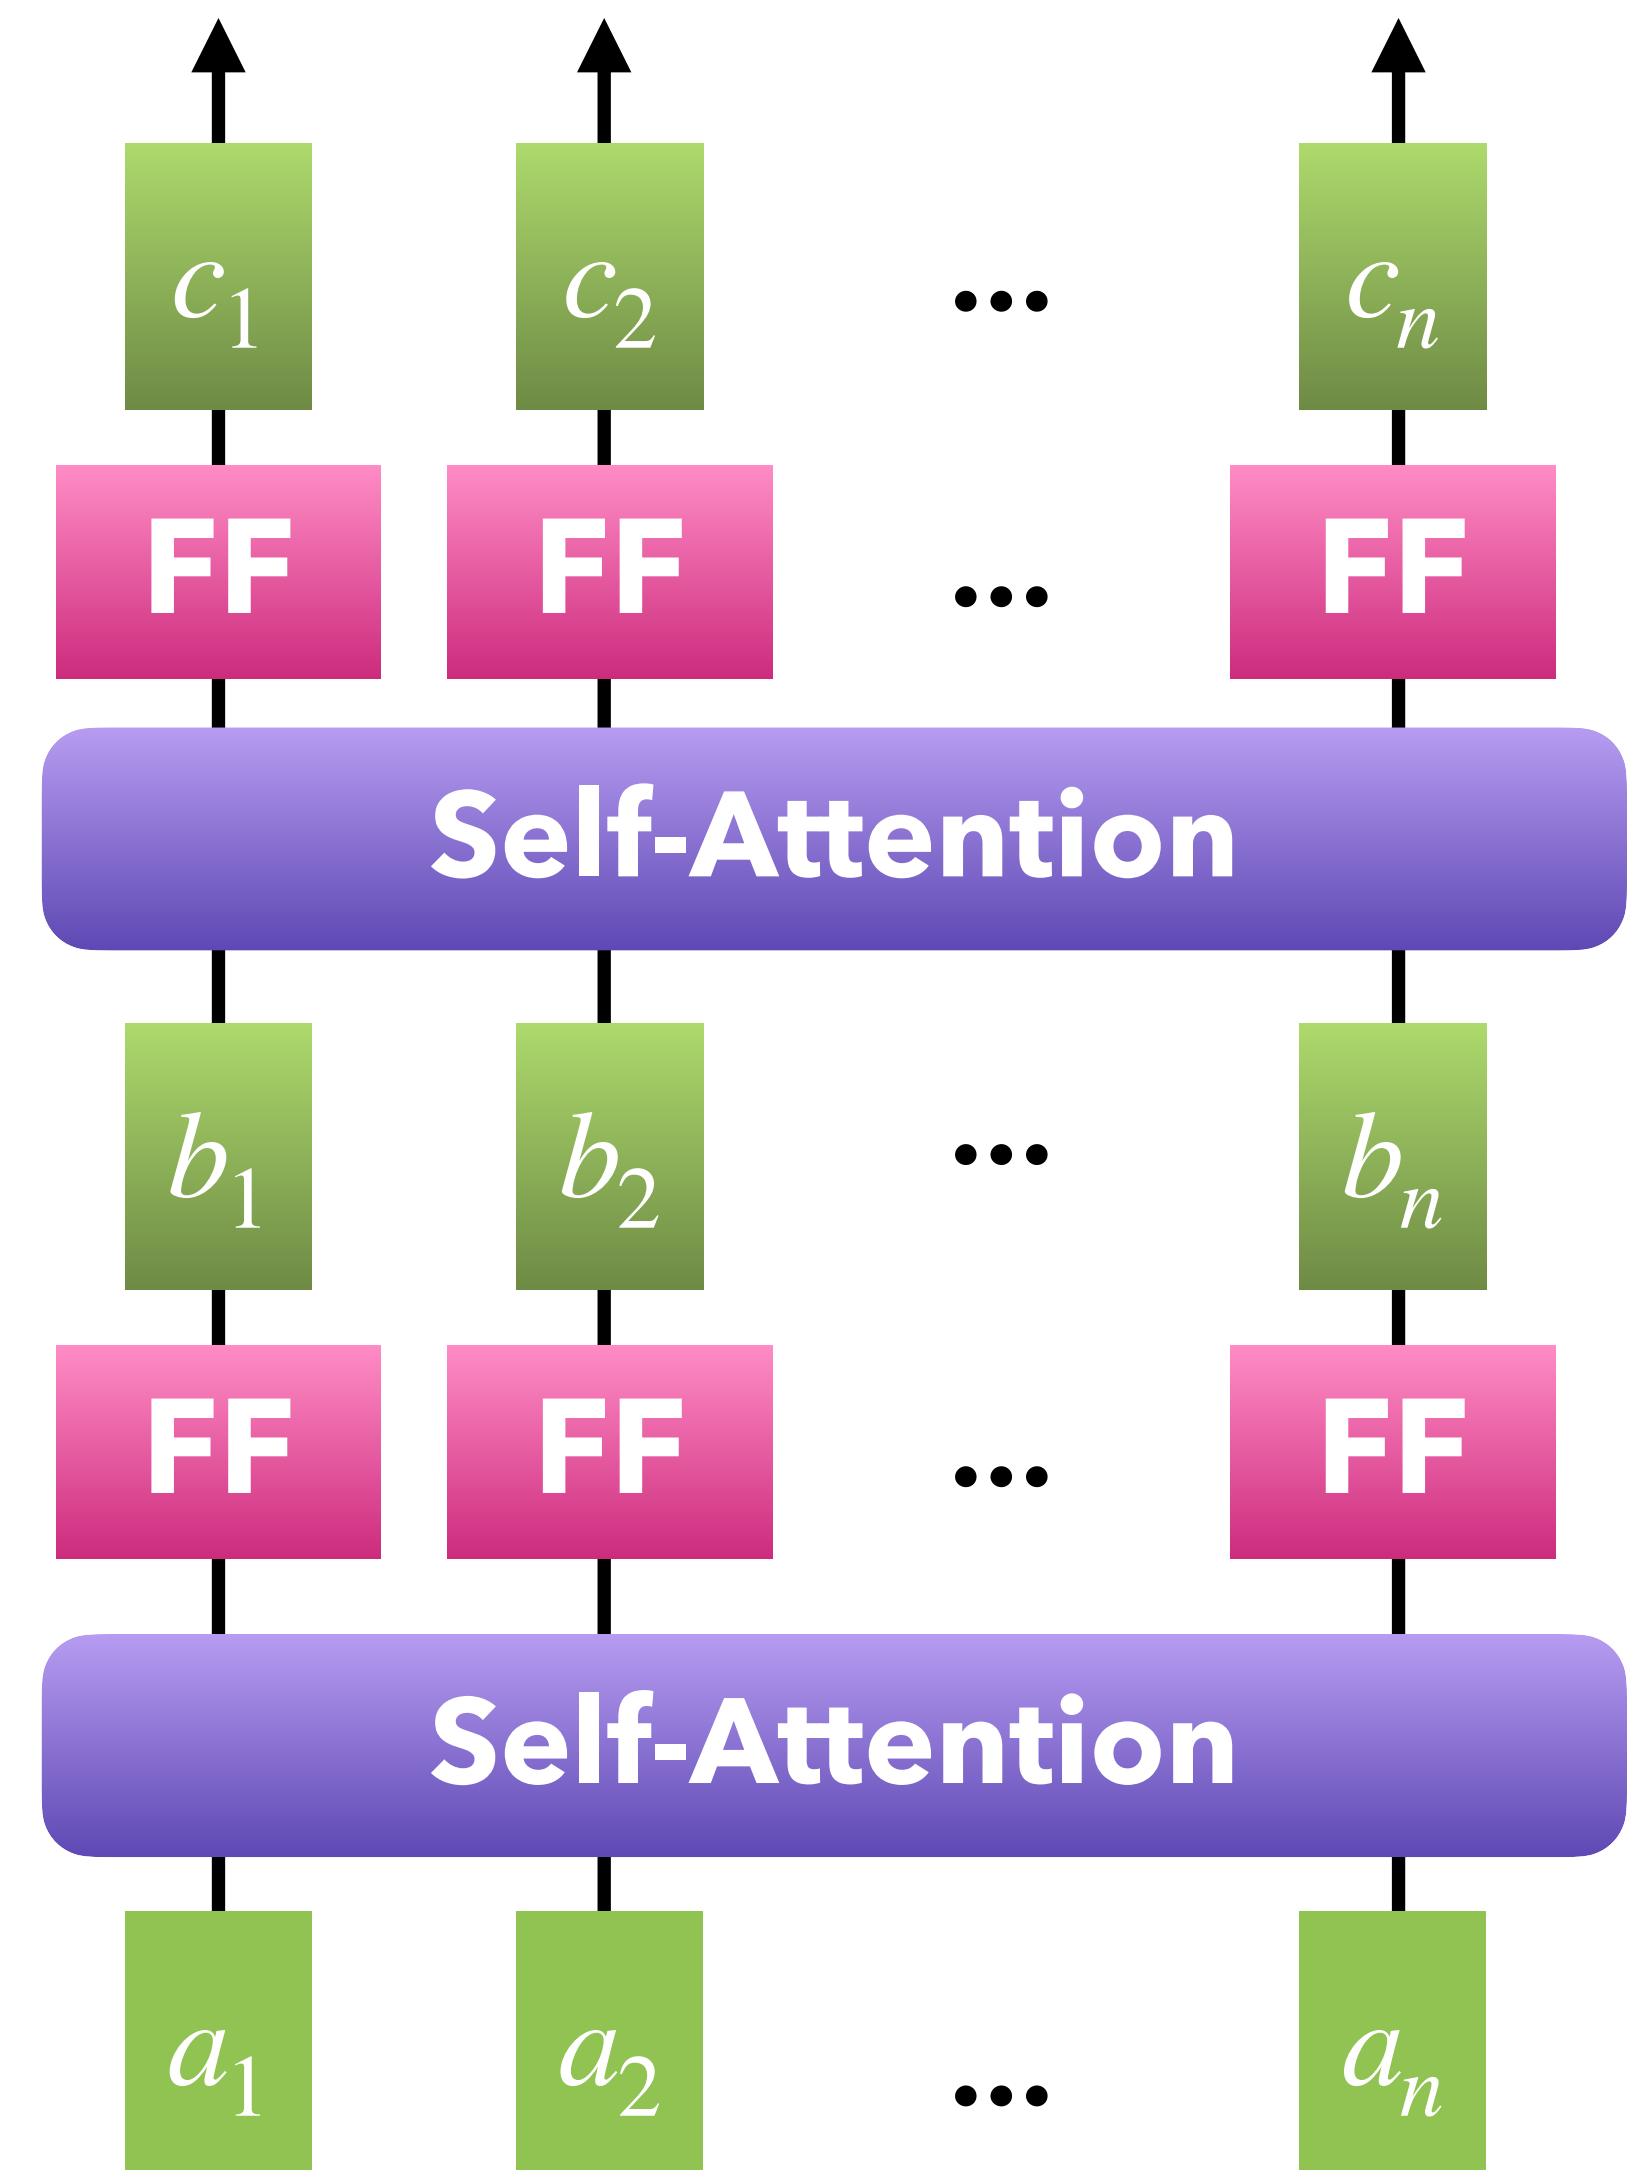 c₁ c₂ ... cₙ
FF FF ... FF
Self-Attention
b₁ b₂ ... bₙ
FF FF ... FF
Self-Attention
a₁ a₂ ... aₙ